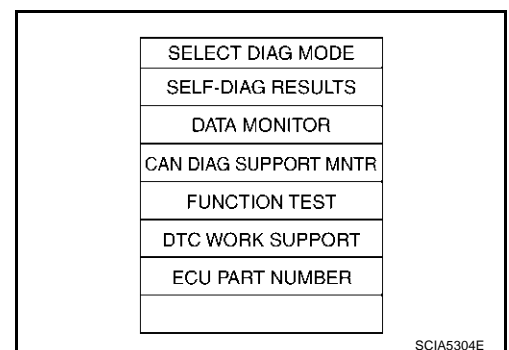 SELECT DIAG MODE
SELF-DIAG RESULTS
DATA MONITOR
CAN DIAG SUPPORT MNTR
FUNCTION TEST
DTC WORK SUPPORT
ECU PART NUMBER
SCIA5304E